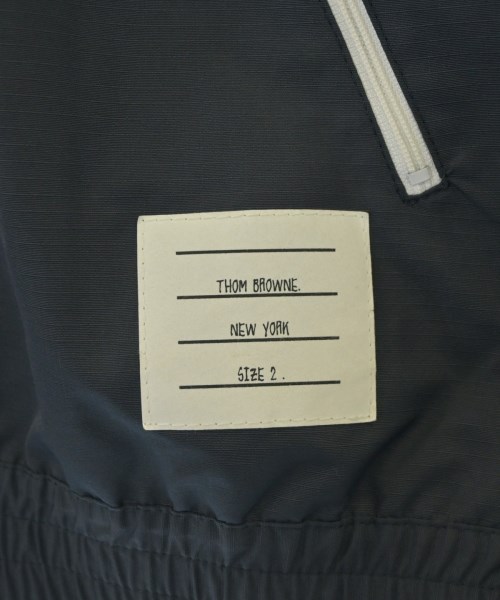 THOM BROWNE.
NEW YORK
SIZE 2 .